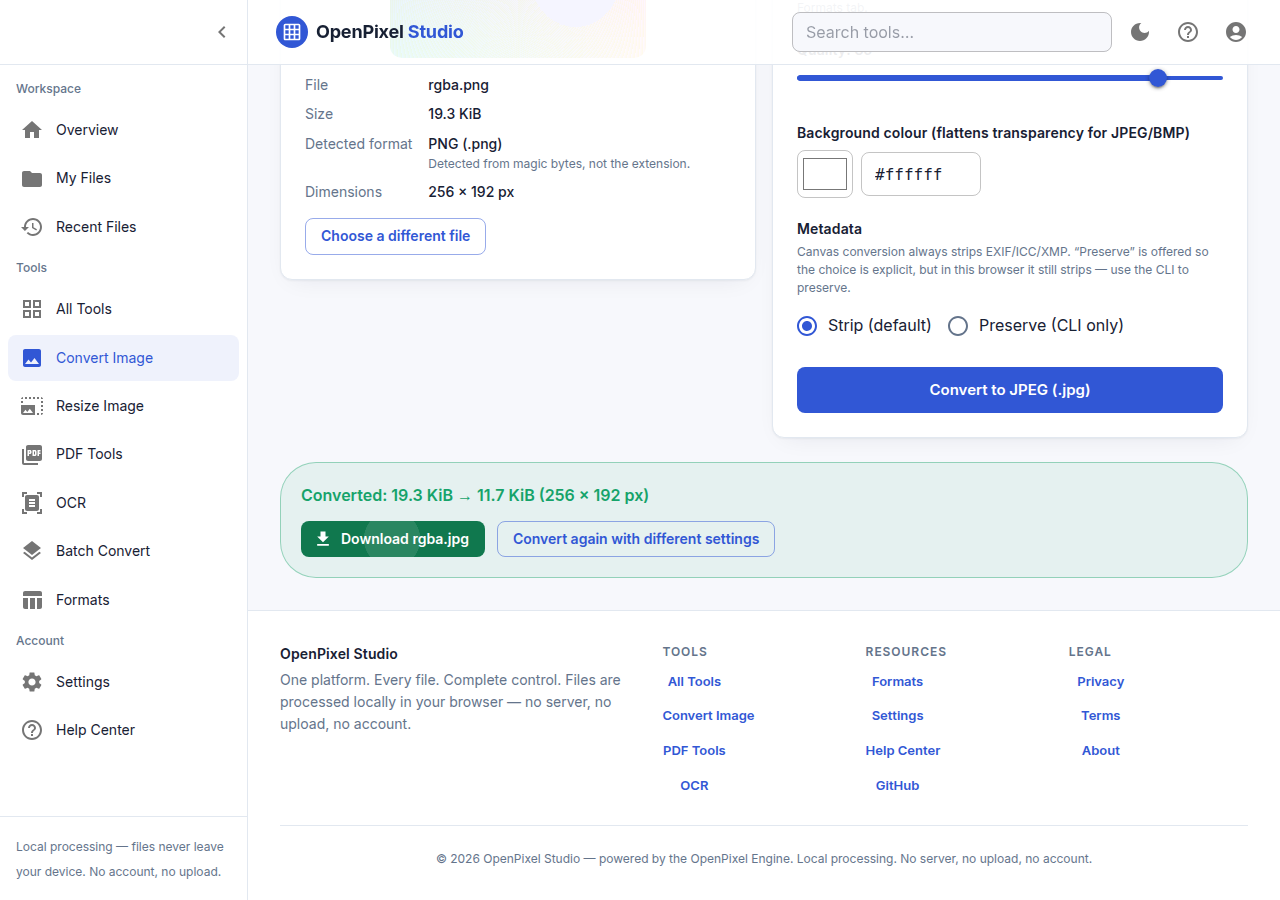 OpenPixel Studio
Search tools...
Workspace
Overview
My Files
Recent Files
Tools
All Tools
Convert Image
Resize Image
PDF Tools
OCR
Batch Convert
Formats
Account
Settings
Help Center
Local processing — files never leave
your device. No account, no upload.
File rgba.png
Size 19.3 KiB
Detected format PNG (.png)
Detected from magic bytes, not the extension.
Dimensions 256 × 192 px
Choose a different file
Background colour (flattens transparency for JPEG/BMP)
#ffffff
Metadata
Canvas conversion always strips EXIF/ICC/XMP. “Preserve” is offered so
the choice is explicit, but in this browser it still strips — use the CLI to
preserve.
Strip (default) Preserve (CLI only)
Convert to JPEG (.jpg)
Converted: 19.3 KiB → 11.7 KiB (256 × 192 px)
Download rgba.jpg Convert again with different settings
OpenPixel Studio
One platform. Every file. Complete control. Files are
processed locally in your browser — no server, no
upload, no account.
TOOLS
All Tools
Convert Image
PDF Tools
OCR
RESOURCES
Formats
Settings
Help Center
GitHub
LEGAL
Privacy
Terms
About
© 2026 OpenPixel Studio — powered by the OpenPixel Engine. Local processing. No server, no upload, no account.